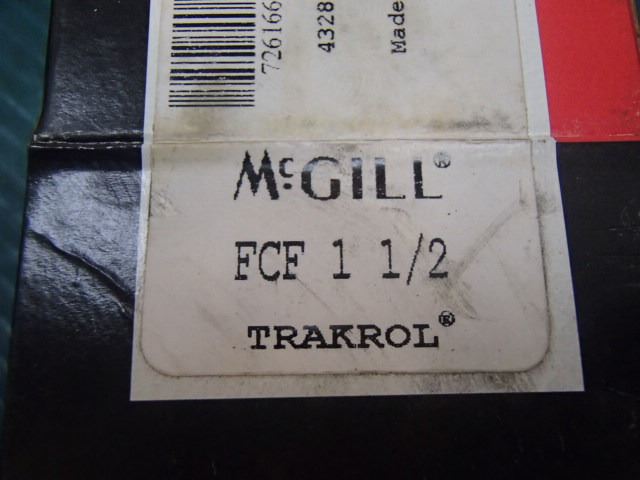 McGILL®
FCF 1 1/2
TRAKROL®
726166
4328
Made